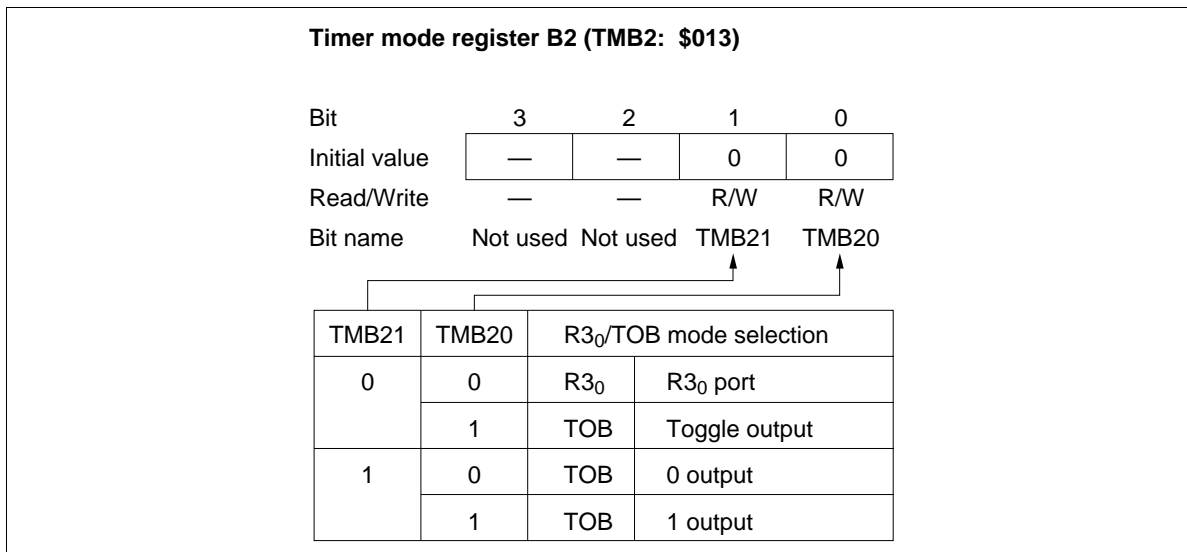 Timer mode register B2 (TMB2: $013)
Bit 3 2 1 0
Initial value — — 0 0
Read/Write — — R/W R/W
Bit name Not used Not used TMB21 TMB20
TMB21 TMB20 R3₀/TOB mode selection
0 0 R3₀ R3₀ port
1 TOB Toggle output
1 0 TOB 0 output
1 TOB 1 output